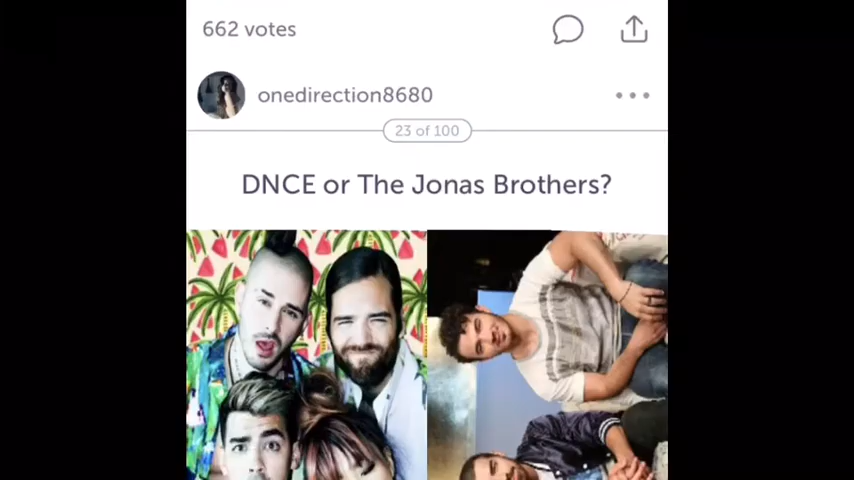 662 votes
onedirection8680
23 of 100
DNCE or The Jonas Brothers?